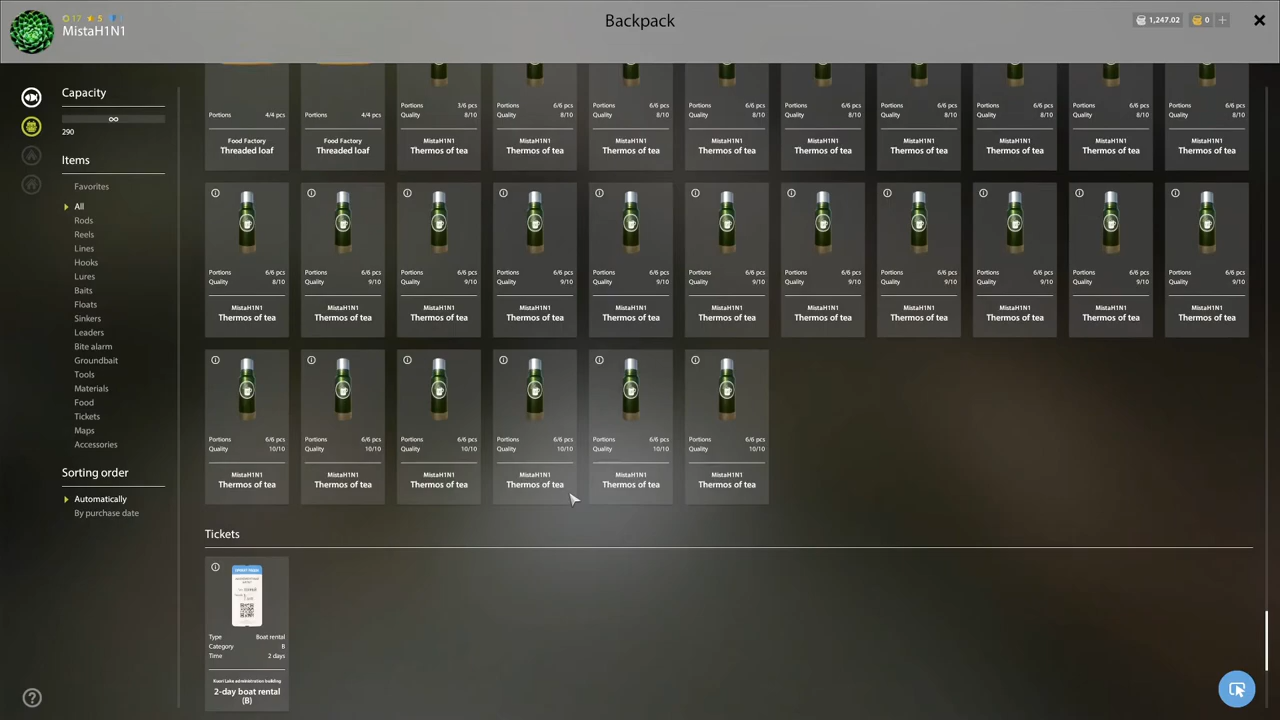 17 5
MistaH1N1
Backpack
1,247.02 0 +
Capacity
∞
290
Items
Favorites
All
Rods
Reels
Lines
Hooks
Lures
Baits
Floats
Sinkers
Leaders
Bite alarm
Groundbait
Tools
Materials
Food
Tickets
Maps
Accessories
Sorting order
Automatically
By purchase date
Portions 4/4 pcs Portions 4/4 pcs Portions 3/6 pcs Portions 6/6 pcs Portions 6/6 pcs Portions 6/6 pcs Portions 6/6 pcs Portions 6/6 pcs Portions 6/6 pcs Portions 6/6 pcs Portions 6/6 pcs
Quality 8/10 Quality 8/10 Quality 8/10 Quality 8/10 Quality 8/10 Quality 8/10 Quality 8/10 Quality 8/10 Quality 8/10
Food Factory Food Factory MistaH1N1 MistaH1N1 MistaH1N1 MistaH1N1 MistaH1N1 MistaH1N1 MistaH1N1 MistaH1N1 MistaH1N1
Threaded loaf Threaded loaf Thermos of tea Thermos of tea Thermos of tea Thermos of tea Thermos of tea Thermos of tea Thermos of tea Thermos of tea Thermos of tea
Portions 6/6 pcs Portions 6/6 pcs Portions 6/6 pcs Portions 6/6 pcs Portions 6/6 pcs Portions 6/6 pcs Portions 6/6 pcs Portions 6/6 pcs Portions 6/6 pcs Portions 6/6 pcs Portions 6/6 pcs
Quality 8/10 Quality 9/10 Quality 9/10 Quality 9/10 Quality 9/10 Quality 9/10 Quality 9/10 Quality 9/10 Quality 9/10 Quality 9/10 Quality 9/10
MistaH1N1 MistaH1N1 MistaH1N1 MistaH1N1 MistaH1N1 MistaH1N1 MistaH1N1 MistaH1N1 MistaH1N1 MistaH1N1 MistaH1N1
Thermos of tea Thermos of tea Thermos of tea Thermos of tea Thermos of tea Thermos of tea Thermos of tea Thermos of tea Thermos of tea Thermos of tea Thermos of tea
Portions 6/6 pcs Portions 6/6 pcs Portions 6/6 pcs Portions 6/6 pcs Portions 6/6 pcs Portions 6/6 pcs
Quality 10/10 Quality 10/10 Quality 10/10 Quality 10/10 Quality 10/10 Quality 10/10
MistaH1N1 MistaH1N1 MistaH1N1 MistaH1N1 MistaH1N1 MistaH1N1
Thermos of tea Thermos of tea Thermos of tea Thermos of tea Thermos of tea Thermos of tea
Tickets
Type Boat rental
Category B
Time 2 days
Kuori Lake administration building
2-day boat rental
(B)